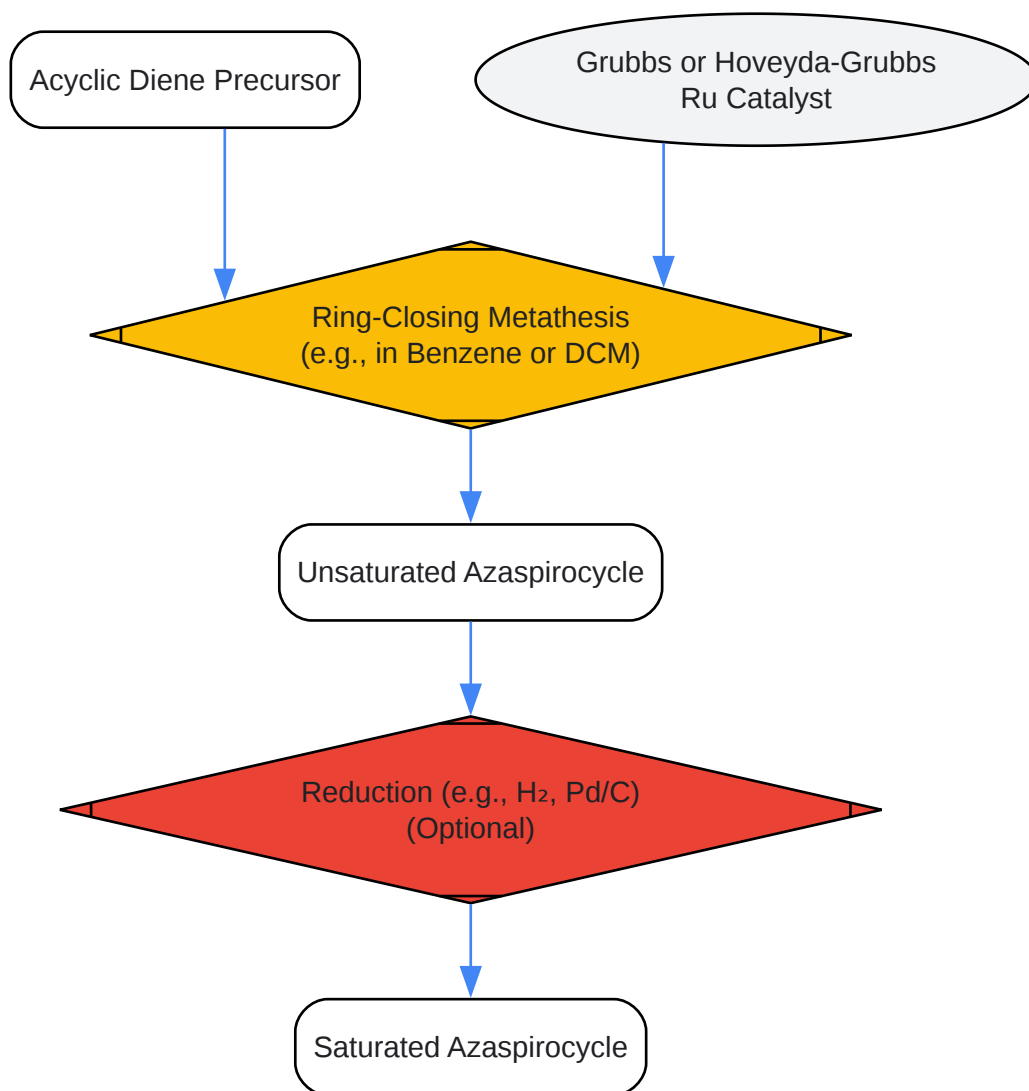 Acyclic Diene Precursor
Grubbs or Hoveyda-Grubbs
Ru Catalyst
Ring-Closing Metathesis
(e.g., in Benzene or DCM)
Unsaturated Azaspirocycle
Reduction (e.g., H₂, Pd/C)
(Optional)
Saturated Azaspirocycle